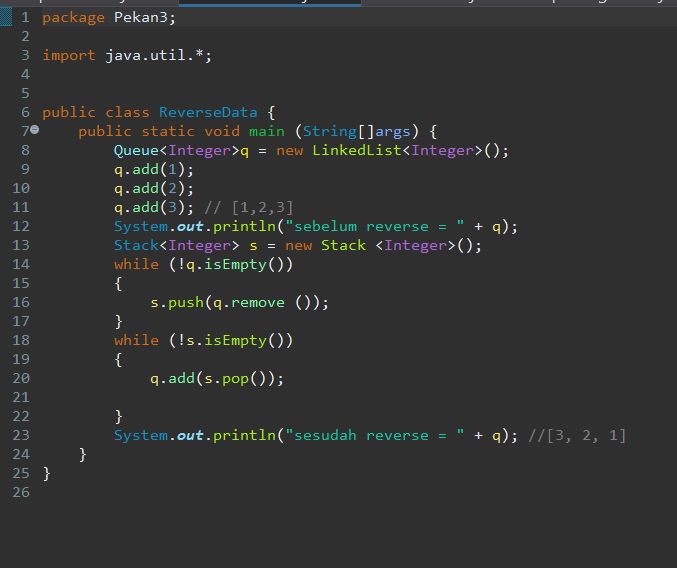 1 package Pekan3;
2
3 import java.util.*;
4
5
6 public class ReverseData {
7 public static void main (String[]args) {
8 Queue<Integer>q = new LinkedList<Integer>();
9 q.add(1);
10 q.add(2);
11 q.add(3); // [1,2,3]
12 System.out.println("sebelum reverse = " + q);
13 Stack<Integer> s = new Stack <Integer>();
14 while (!q.isEmpty())
15 {
16 s.push(q.remove ());
17 }
18 while (!s.isEmpty())
19 {
20 q.add(s.pop());
21
22 }
23 System.out.println("sesudah reverse = " + q); //[3, 2, 1]
24 }
25 }
26